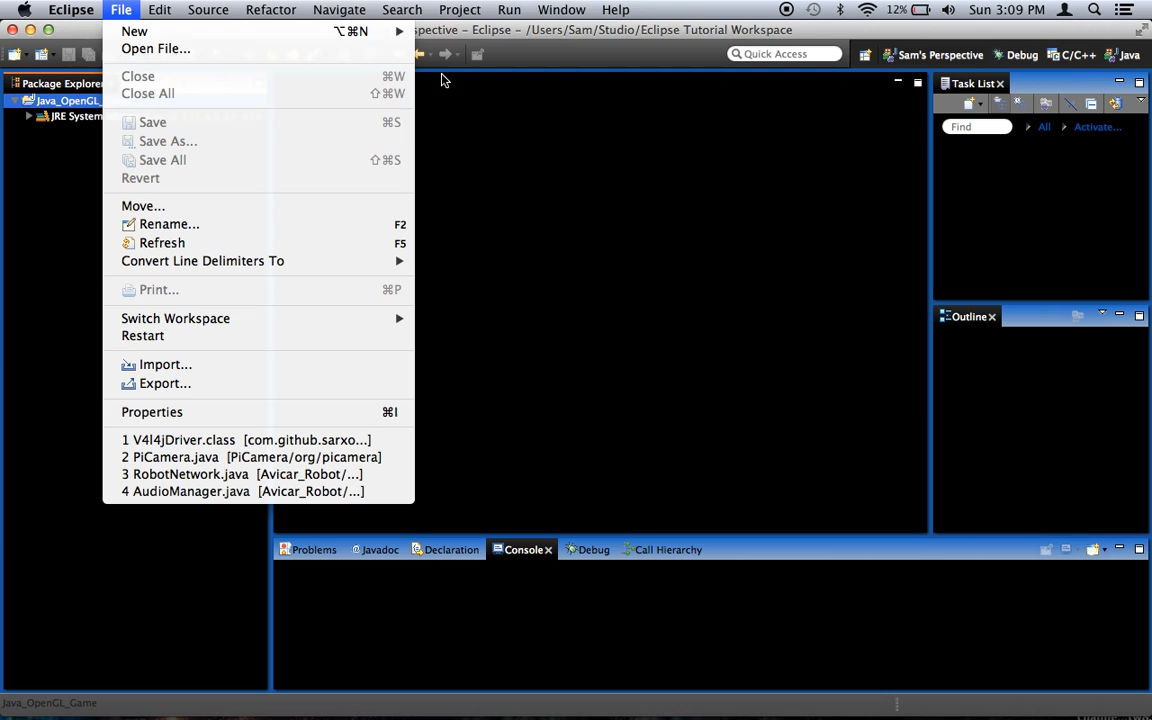 Eclipse File Edit Source Refactor Navigate Search Project Run Window Help 12% Sun 3:09 PM
spective - Eclipse - /Users/Sam/Studio/Eclipse Tutorial Workspace
Quick Access Sam's Perspective Debug C/C++ Java
Package Explorer
Java_OpenGL_
JRE System
New ⌥⌘N
Open File...
Close ⌘W
Close All ⇧⌘W
Save ⌘S
Save As...
Save All ⇧⌘S
Revert
Move...
Rename... F2
Refresh F5
Convert Line Delimiters To
Print... ⌘P
Switch Workspace
Restart
Import...
Export...
Properties ⌘I
1 V4l4jDriver.class [com.github.sarxo...]
2 PiCamera.java [PiCamera/org/picamera]
3 RobotNetwork.java [Avicar_Robot/...]
4 AudioManager.java [Avicar_Robot/...]
Task List
Find All Activate...
Outline
Problems Javadoc Declaration Console Debug Call Hierarchy
Java_OpenGL_Game